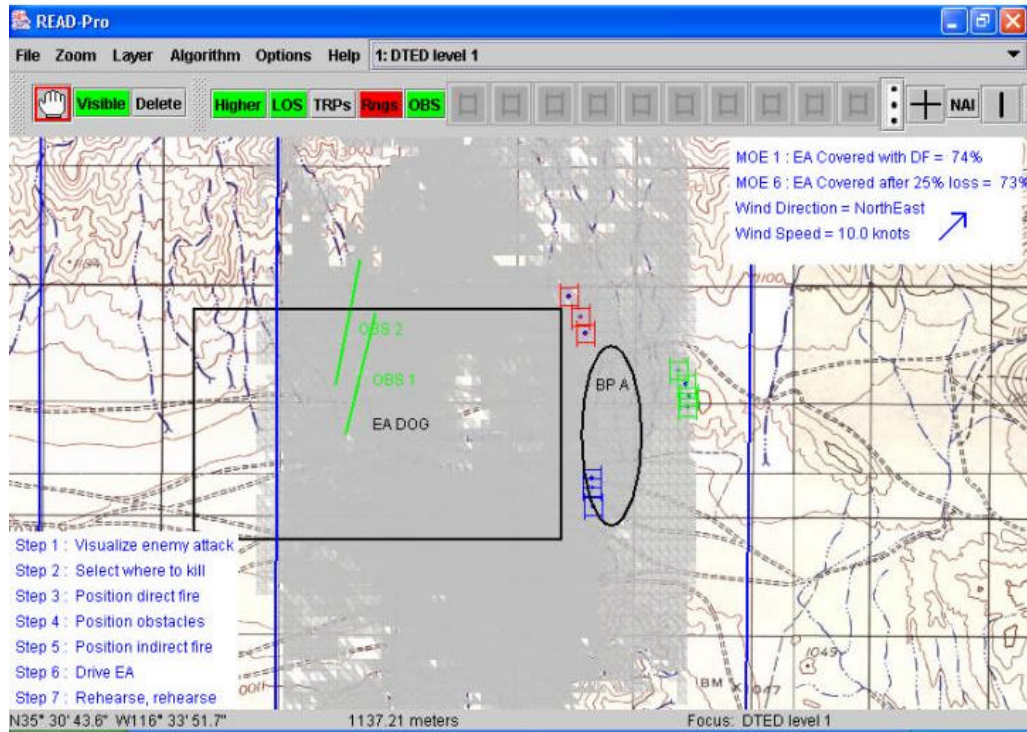 READ-Pro
File Zoom Layer Algorithm Options Help 1: DTED level 1
Visible Delete Higher LOS TRPs Rngs OBS NAI
MOE 1 : EA Covered with DF = 74%
MOE 6 : EA Covered after 25% loss = 73%
Wind Direction = NorthEast
Wind Speed = 10.0 knots
1184
1100
OBS 2
OBS 1
BP A
EA DOG
Step 1 : Visualize enemy attack
Step 2 : Select where to kill
Step 3 : Position direct fire
Step 4 : Position obstacles
Step 5 : Position indirect fire
Step 6 : Drive EA
Step 7 : Rehearse, rehearse
1049
BM X 1047
N35° 30' 43.6" W116° 33' 51.7" 1137.21 meters Focus: DTED level 1